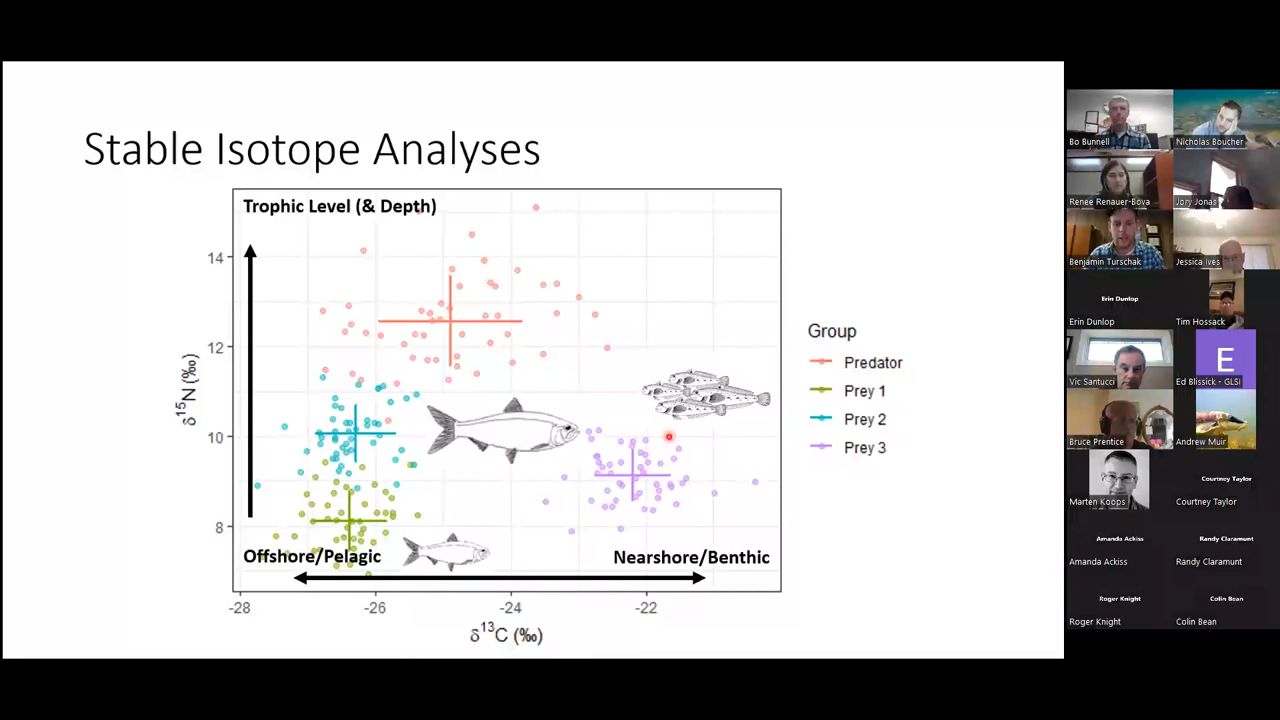 Stable Isotope Analyses
Trophic Level (& Depth)
14
12
10
8
δ15N (‰)
Offshore/Pelagic
Nearshore/Benthic
-28
-26
-24
-22
δ13C (‰)
Group
Predator
Prey 1
Prey 2
Prey 3
Bo Bunnell
Nicholas Boucher
Renee Renauer-Bova
Jory Jonas
Benjamin Turschak
Jessica Ives
Erin Dunlop
Erin Dunlop
Tim Hossack
Vic Santucci
E
Ed Blissick - GLSI
Bruce Prentice
Andrew Muir
Marten Koops
Courtney Taylor
Courtney Taylor
Amanda Ackiss
Amanda Ackiss
Randy Claramunt
Randy Claramunt
Roger Knight
Roger Knight
Colin Bean
Colin Bean